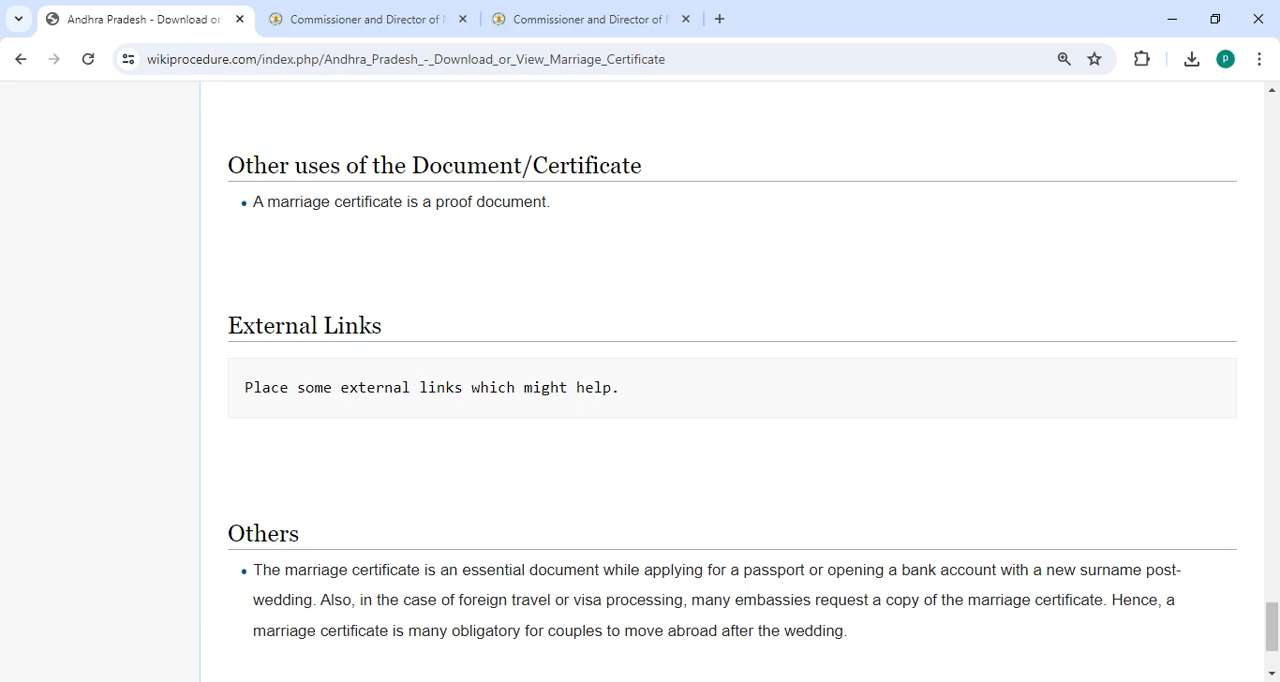 Andhra Pradesh - Download or
Commissioner and Director of
Commissioner and Director of
wikiprocedure.com/index.php/Andhra_Pradesh_-_Download_or_View_Marriage_Certificate
P
Other uses of the Document/Certificate
A marriage certificate is a proof document.
External Links
Place some external links which might help.
Others
The marriage certificate is an essential document while applying for a passport or opening a bank account with a new surname post-
wedding. Also, in the case of foreign travel or visa processing, many embassies request a copy of the marriage certificate. Hence, a
marriage certificate is many obligatory for couples to move abroad after the wedding.